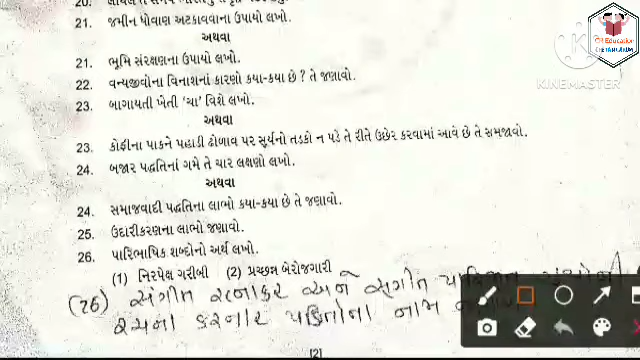 21. જમીન ધોવાણ અટકાવવાના ઉપાયો લખો.
અથવા
21. ભૂમિ સંરક્ષણના ઉપાયો લખો.
22. વન્યજીવોના વિનાશનાં કારણો કયા-કયા છે ? તે જણાવો.
23. બાગાયતી ખેતી 'ચા' વિશે લખો.
અથવા
23. કોફીના પાકને પહાડી ઢોળાવ પર સૂર્યનો તડકો ન પડે તે રીતે ઉછેર કરવામાં આવે છે તે સમજાવો.
24. બજાર પદ્ધતિનાં ગમે તે ચાર લક્ષણો લખો.
અથવા
24. સમાજવાદી પદ્ધતિના લાભો કયા-કયા છે તે જણાવો.
25. ઉદારીકરણના લાભો જણાવો.
26. પારિભાષિક શબ્દોનો અર્થ લખો.
(1) નિરપેક્ષ ગરીબી (2) પ્રચ્છન્ન બેરોજગારી
(26) સંગીત રત્નાકર અને સંગીત
રચના કરનાર નામ
[2]
KINEMASTER